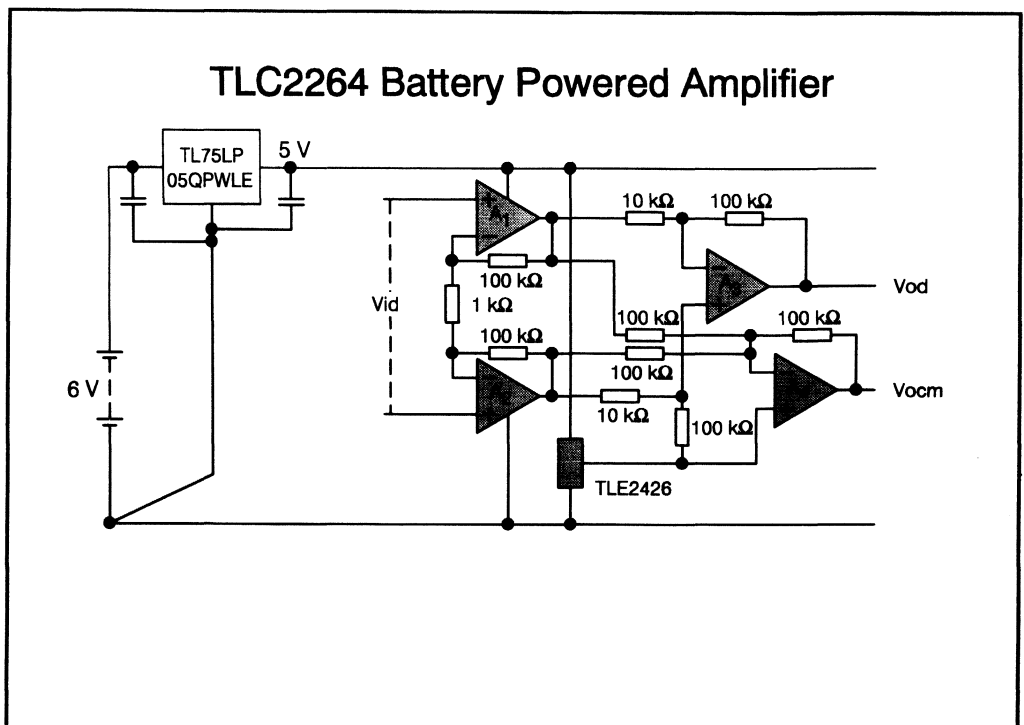 TLC2264 Battery Powered Amplifier
TL75LP
05QPWLE
5 V
10 kΩ
100 kΩ
A1
100 kΩ
1 kΩ
Vid
100 kΩ
Vod
100 kΩ
100 kΩ
100 kΩ
6 V
Vocm
10 kΩ
100 kΩ
TLE2426